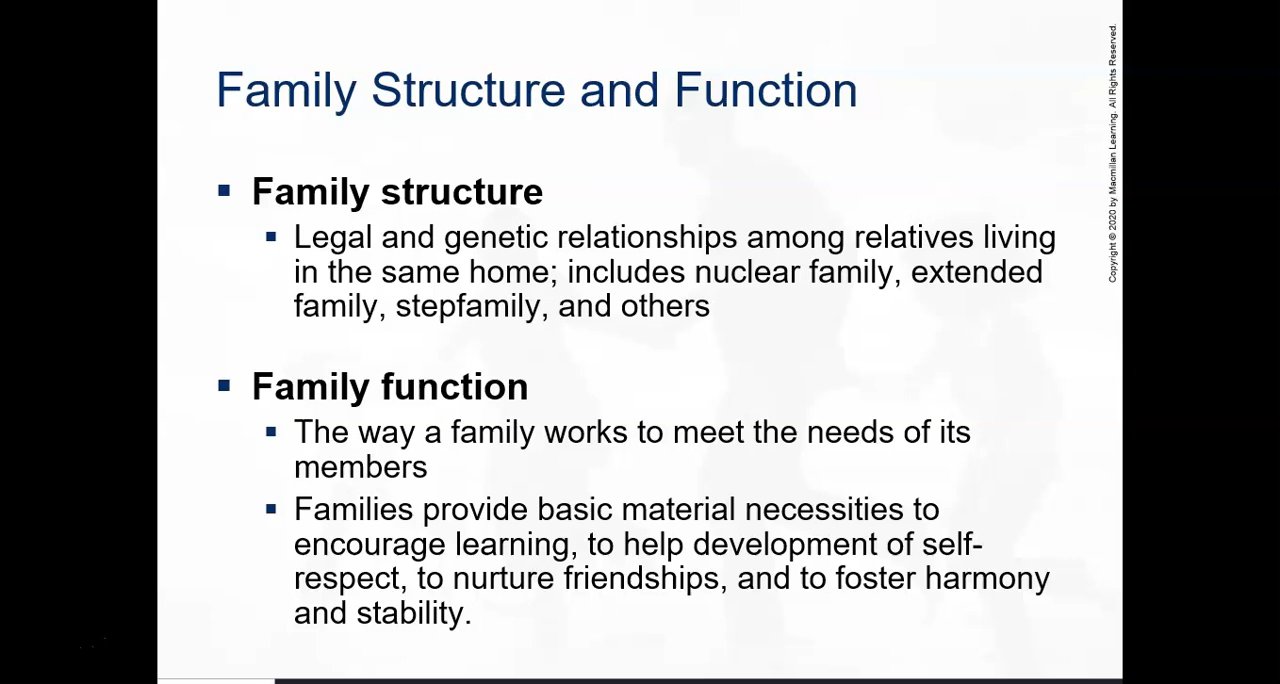 Family Structure and Function
▪ Family structure
▪ Legal and genetic relationships among relatives living
in the same home; includes nuclear family, extended
family, stepfamily, and others
▪ Family function
▪ The way a family works to meet the needs of its
members
▪ Families provide basic material necessities to
encourage learning, to help development of self-
respect, to nurture friendships, and to foster harmony
and stability.
Copyright © 2020 by Macmillan Learning. All Rights Reserved.